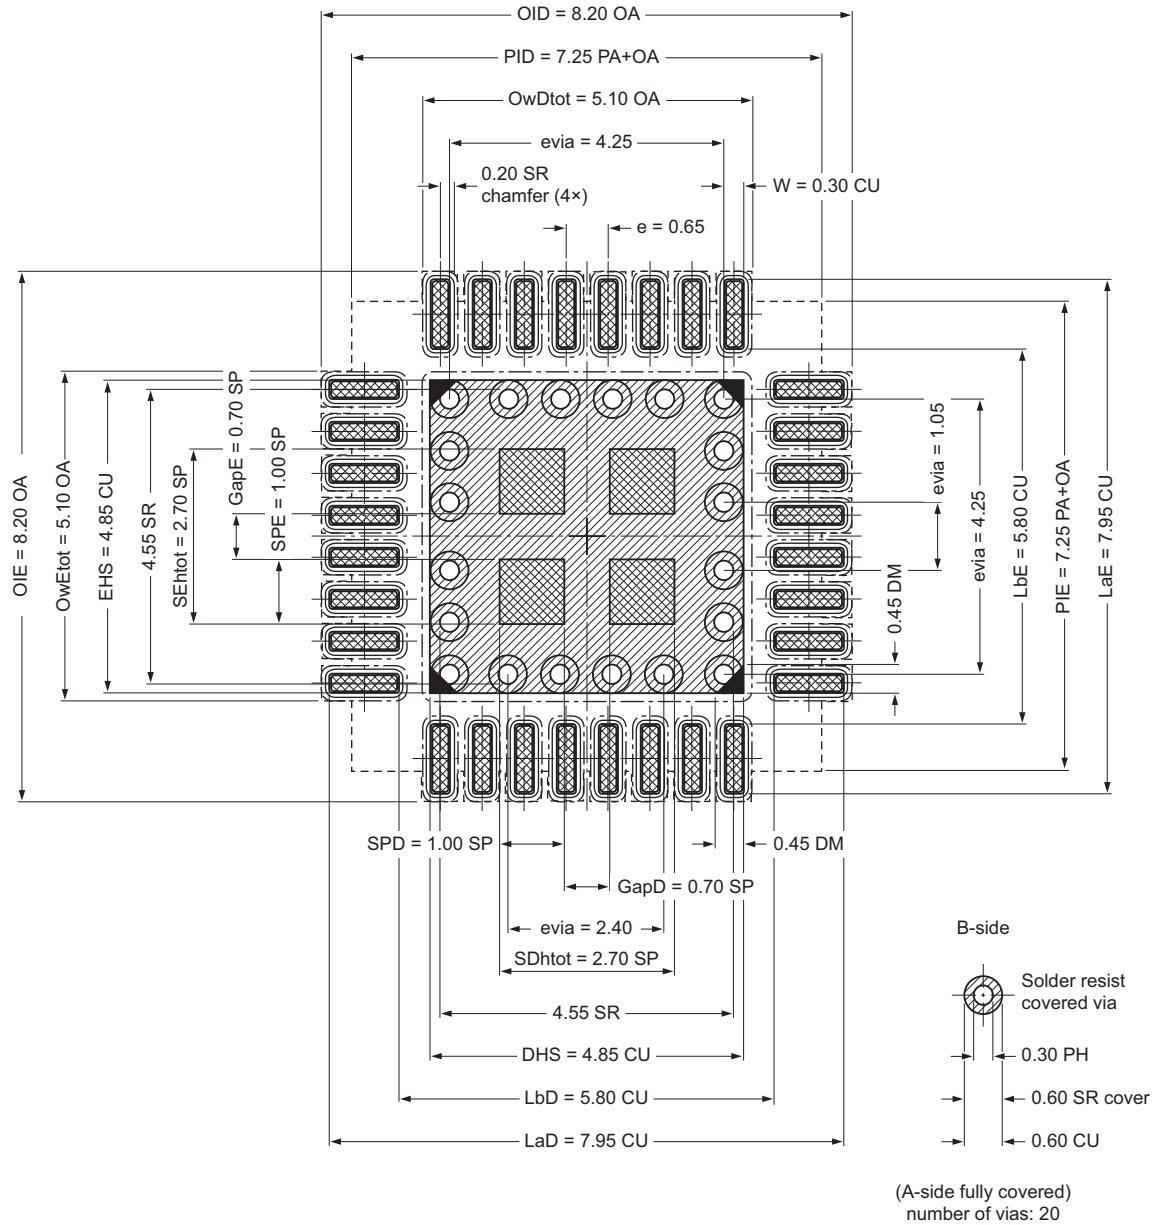 OID = 8.20 OA
PID = 7.25 PA+OA
OwDtot = 5.10 OA
evia = 4.25
0.20 SR
chamfer (4×)
W = 0.30 CU
e = 0.65
OIE = 8.20 OA
OwEtot = 5.10 OA
EHS = 4.85 CU
4.55 SR
SEhtot = 2.70 SP
GapE = 0.70 SP
SPE = 1.00 SP
evia = 1.05
0.45 DM
evia = 4.25
LbE = 5.80 CU
PIE = 7.25 PA+OA
LaE = 7.95 CU
SPD = 1.00 SP
0.45 DM
GapD = 0.70 SP
evia = 2.40
SDhtot = 2.70 SP
4.55 SR
DHS = 4.85 CU
LbD = 5.80 CU
LaD = 7.95 CU
B-side
Solder resist
covered via
0.30 PH
0.60 SR cover
0.60 CU
(A-side fully covered)
number of vias: 20